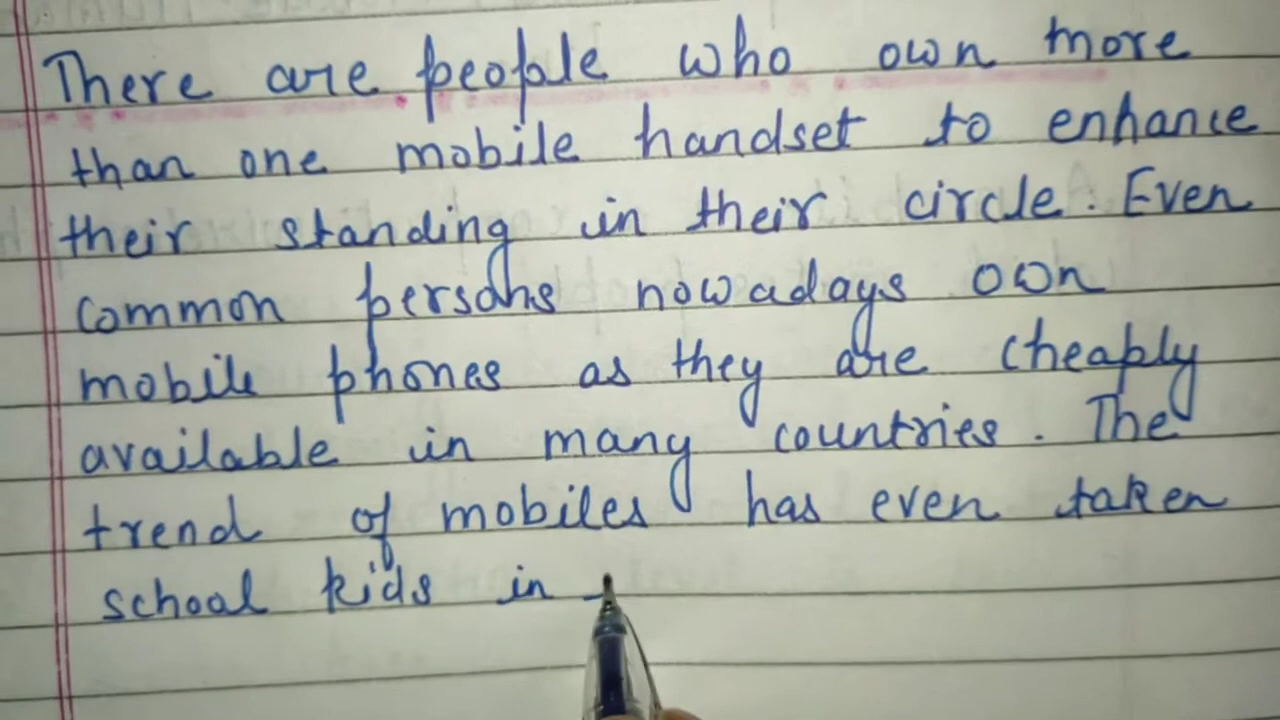 There are people who own more
than one mobile handset to enhance
their standing in their circle. Even
common persons nowadays own
mobile phones as they are cheaply
available in many countries. The
trend of mobiles has even taken
school kids in